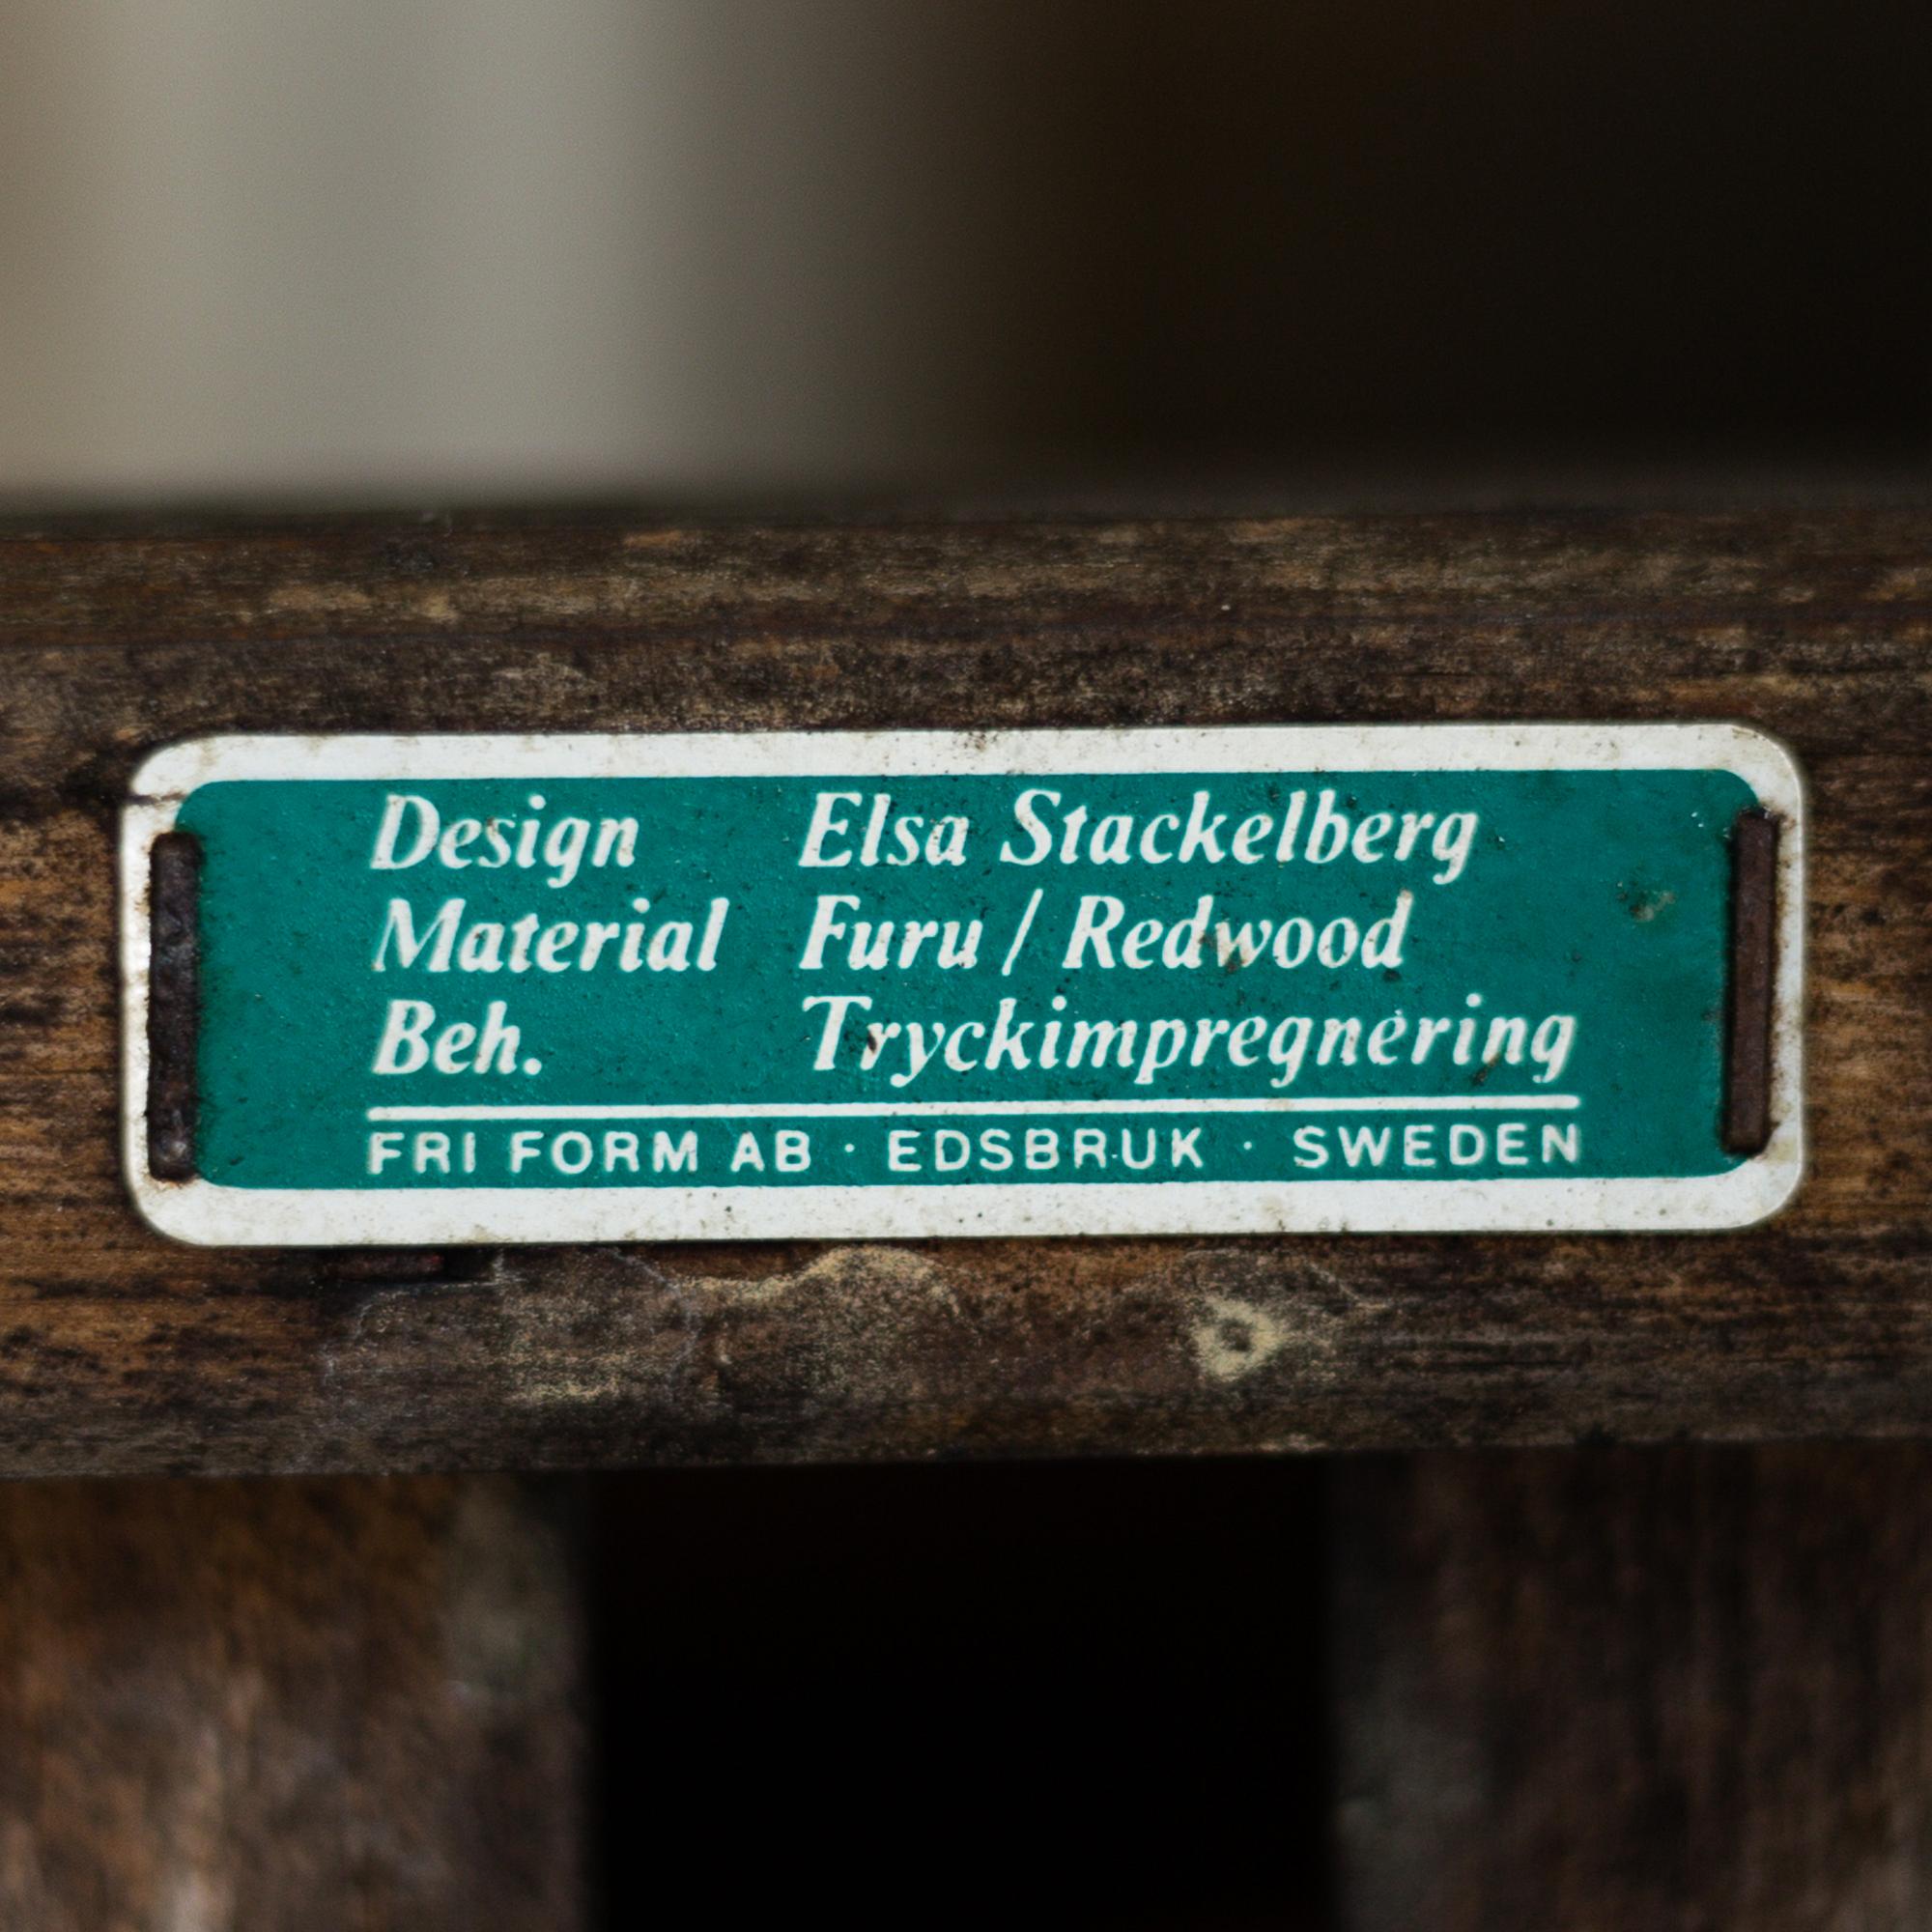 Design Elsa Stackelberg
Material Furu / Redwood
Beh. Tryckimpregnering
FRI FORM AB · EDSBRUK · SWEDEN